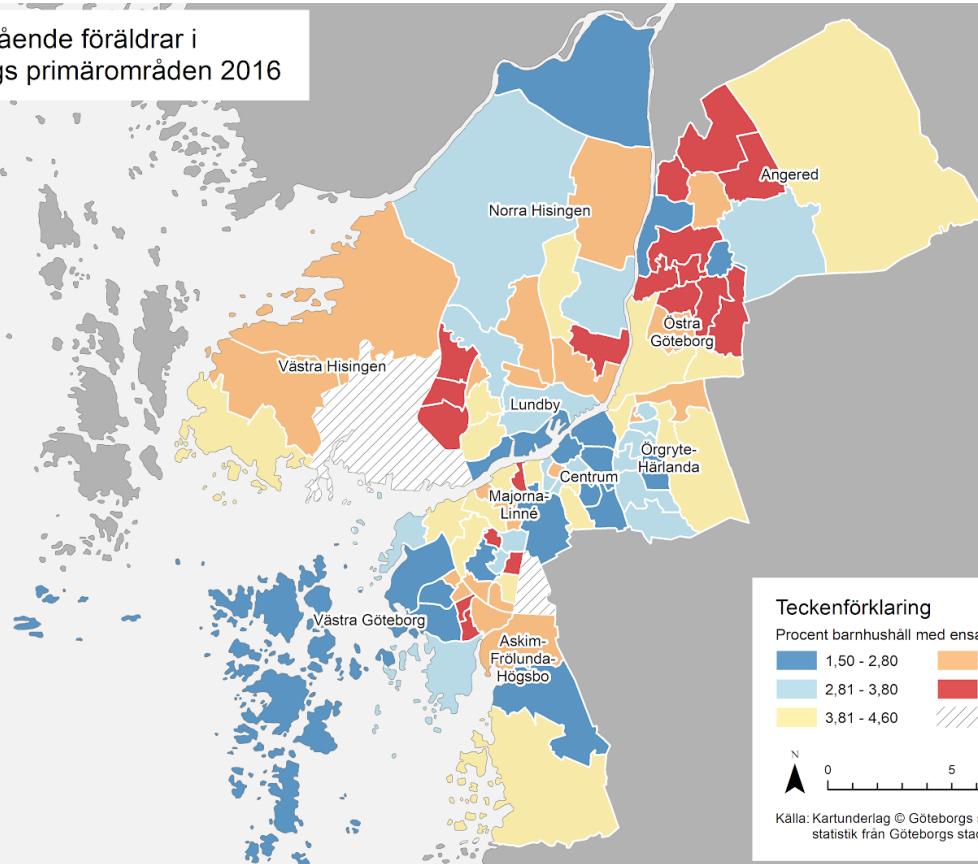 ående föräldrar i
gs primärområden 2016
Angered
Norra Hisingen
Östra
Göteborg
Västra Hisingen
Lundby
Örgryte-
Härlanda
Centrum
Majorna-
Linné
Västra Göteborg
Askim-
Frölunda-
Högsbo
Teckenförklaring
Procent barnhushåll med ensa
1,50 - 2,80
2,81 - 3,80
3,81 - 4,60
N
0 5
Källa: Kartunderlag © Göteborgs s
statistik från Göteborgs stad